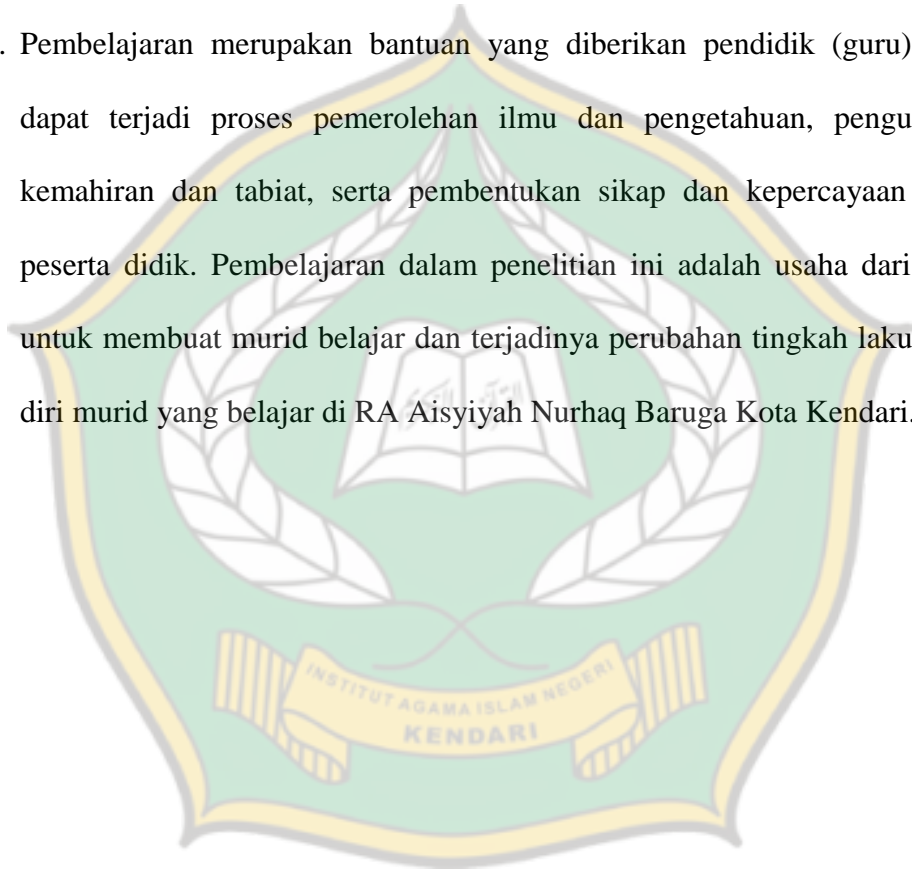 . Pembelajaran merupakan bantuan yang diberikan pendidik (guru)
dapat terjadi proses pemerolehan ilmu dan pengetahuan, pengu
kemahiran dan tabiat, serta pembentukan sikap dan kepercayaan
peserta didik. Pembelajaran dalam penelitian ini adalah usaha dari
untuk membuat murid belajar dan terjadinya perubahan tingkah laku
diri murid yang belajar di RA Aisyiyah Nurhaq Baruga Kota Kendari.
INSTITUT AGAMA ISLAM NEGERI
KENDARI